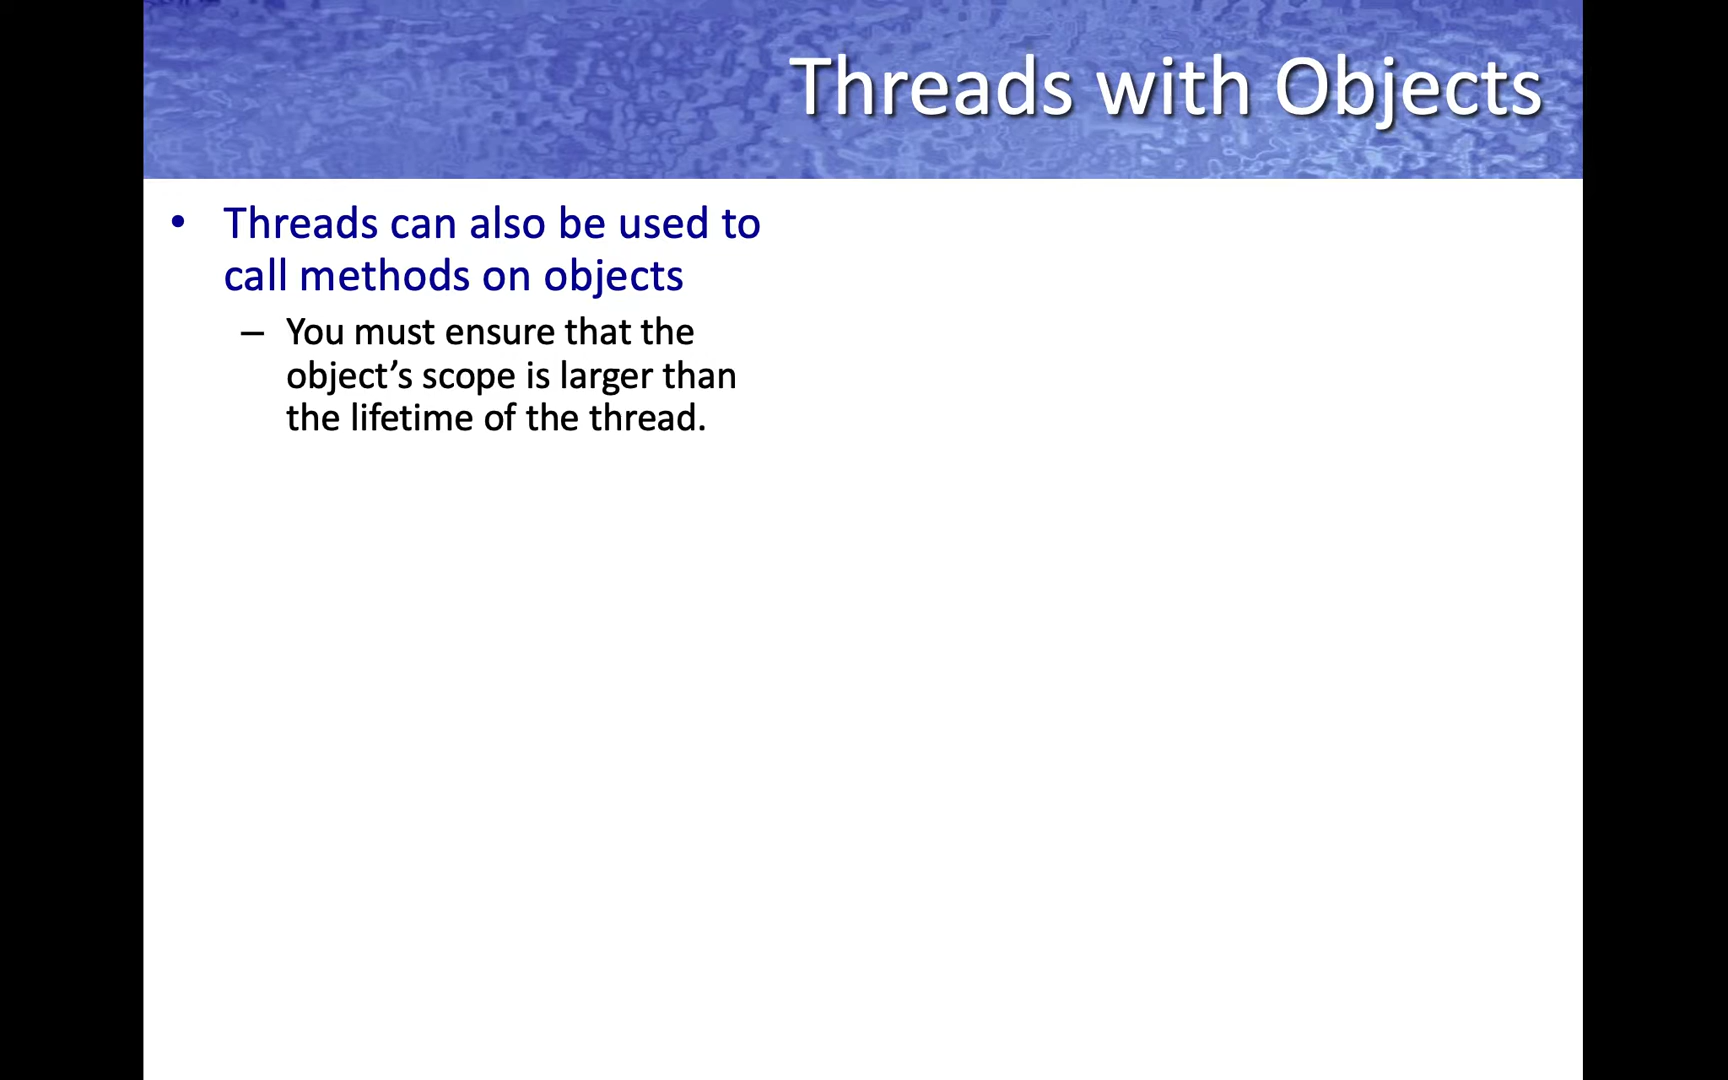 Threads with Objects
• Threads can also be used to
call methods on objects
– You must ensure that the
object’s scope is larger than
the lifetime of the thread.